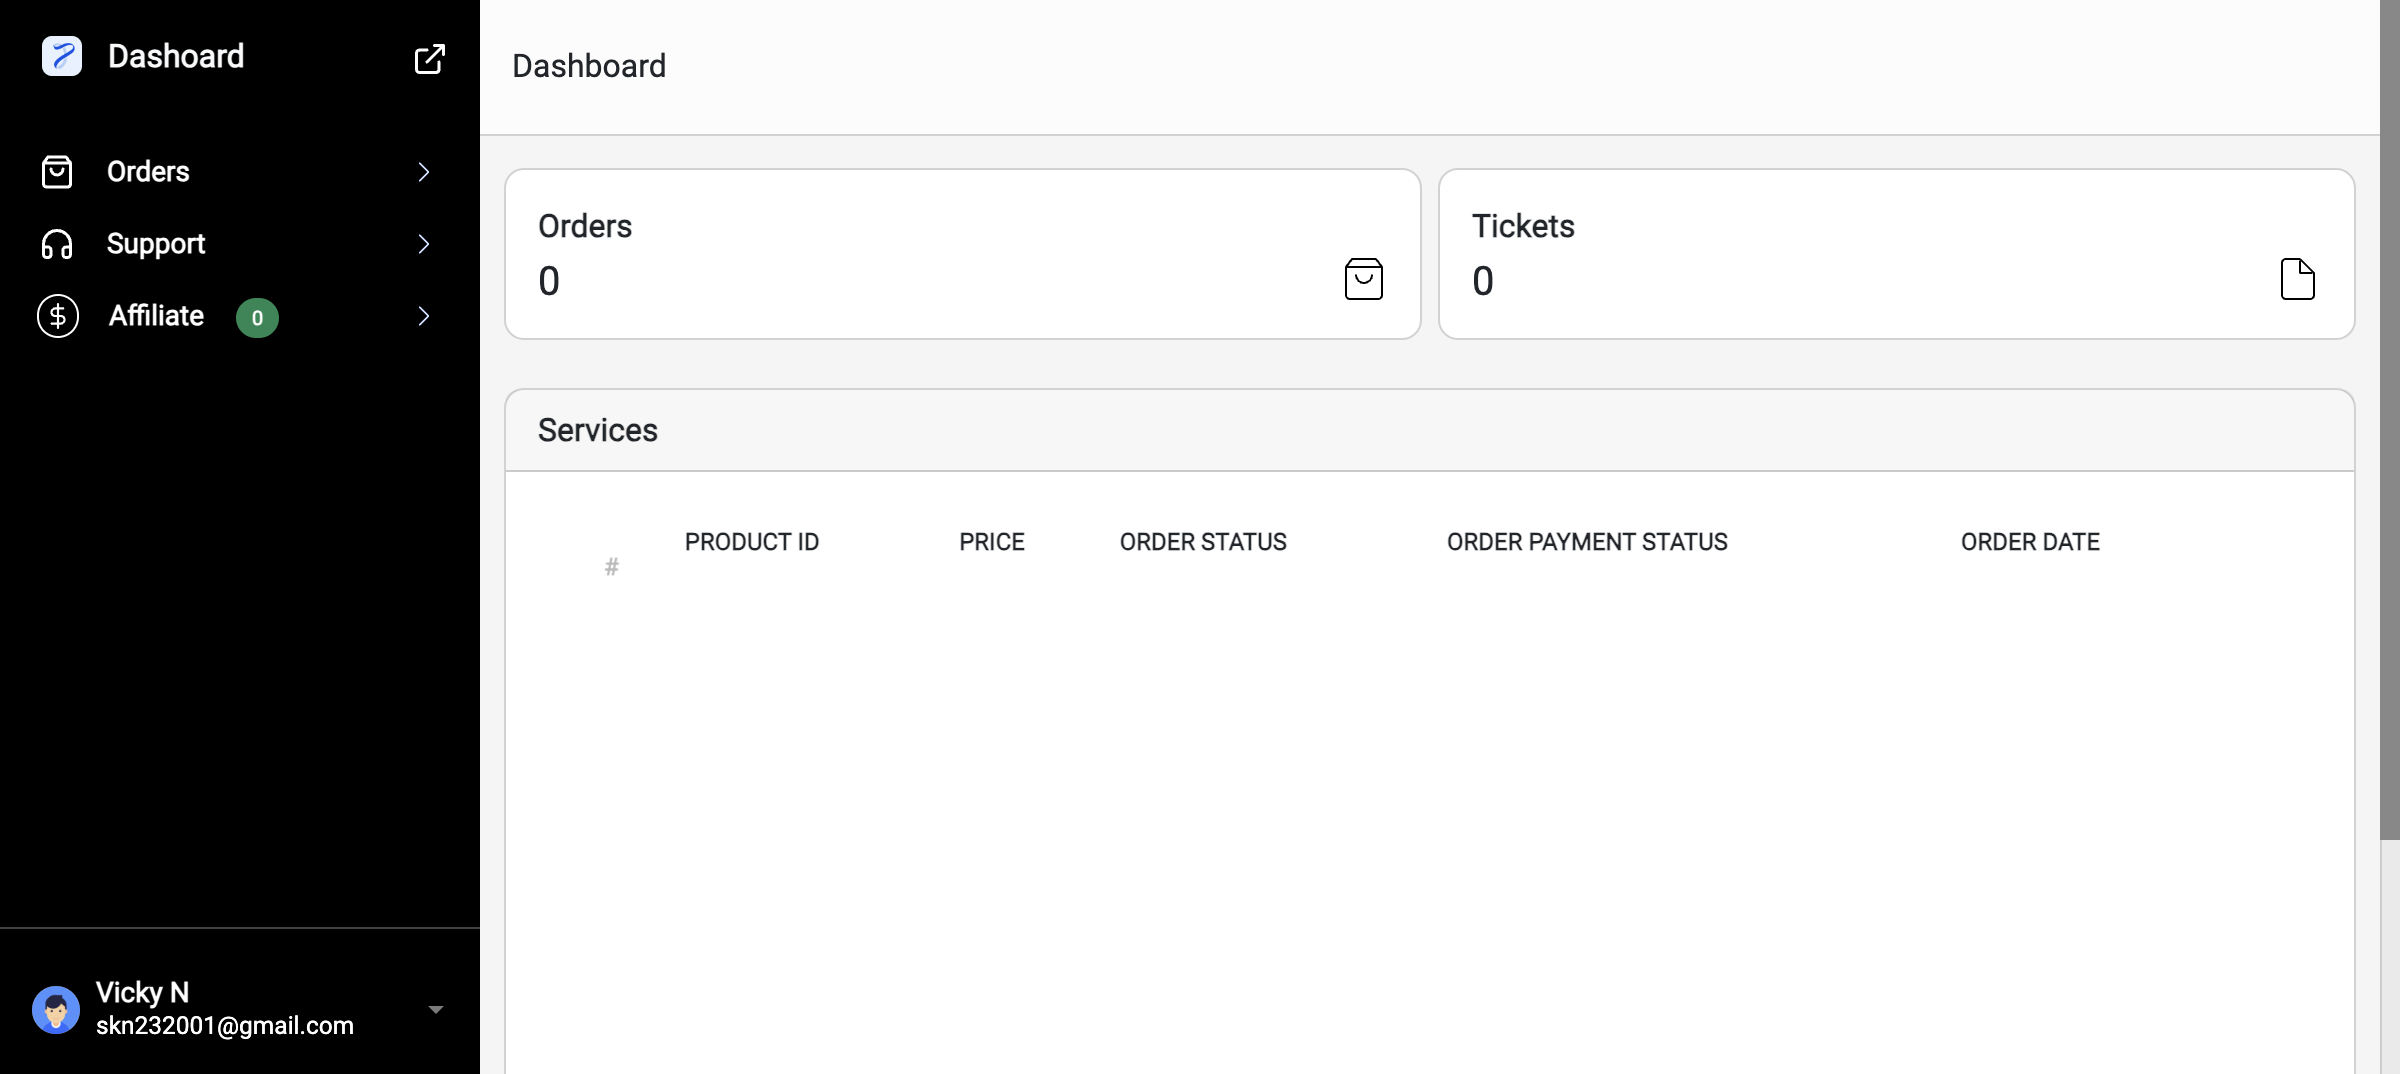 Dashoard
Orders
Support
Affiliate 0
Vicky N
skn232001@gmail.com
Dashboard
Orders
0
Tickets
0
Services
# PRODUCT ID PRICE ORDER STATUS ORDER PAYMENT STATUS ORDER DATE